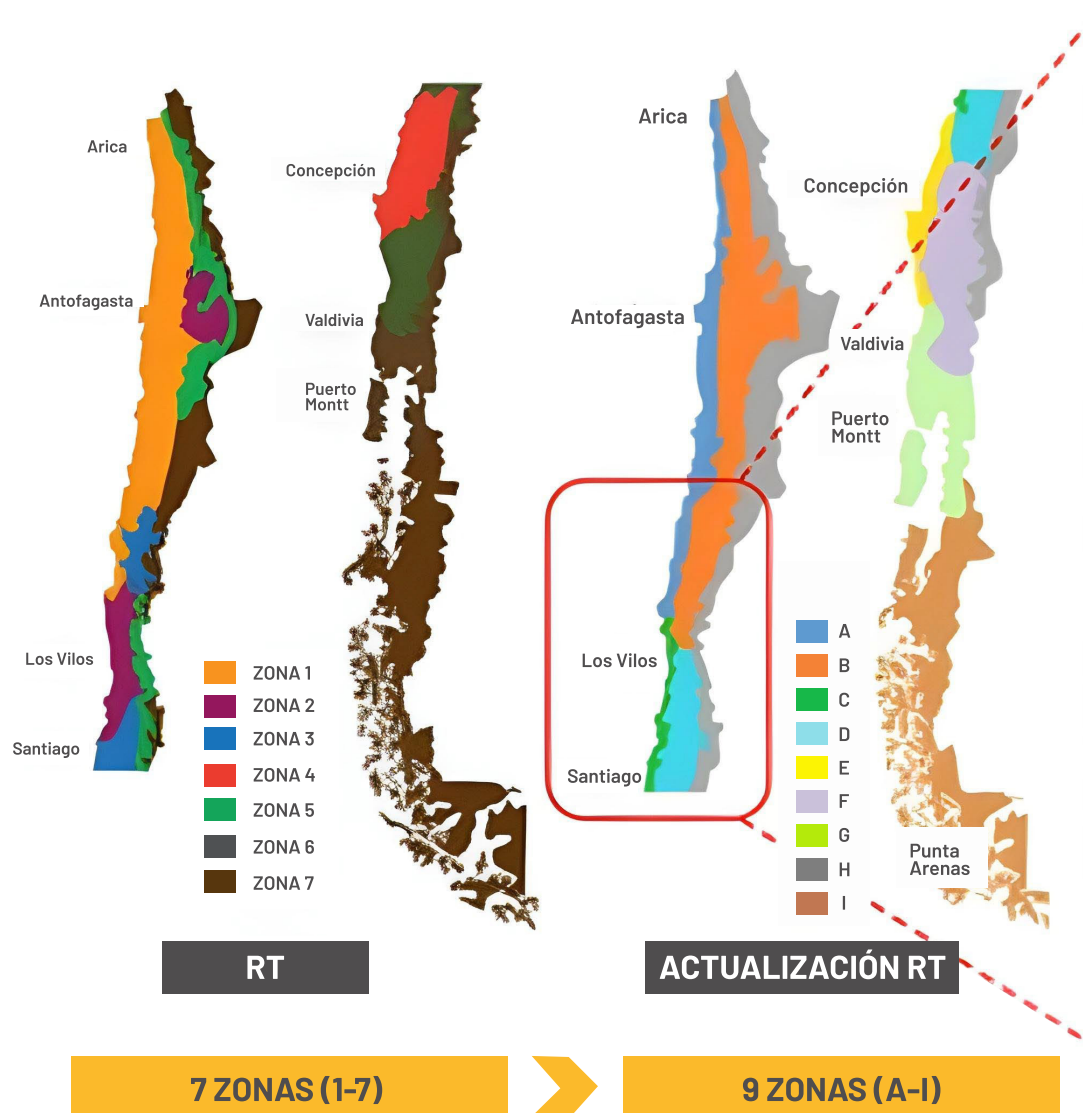 Arica
Antofagasta
Los Vilos
Santiago
Concepción
Valdivia
Puerto
Montt
ZONA 1
ZONA 2
ZONA 3
ZONA 4
ZONA 5
ZONA 6
ZONA 7
RT
7 ZONAS (1-7)
Arica
Antofagasta
Los Vilos
Santiago
Concepción
Valdivia
Puerto
Montt
Punta
Arenas
A
B
C
D
E
F
G
H
I
ACTUALIZACIÓN RT
9 ZONAS (A-I)